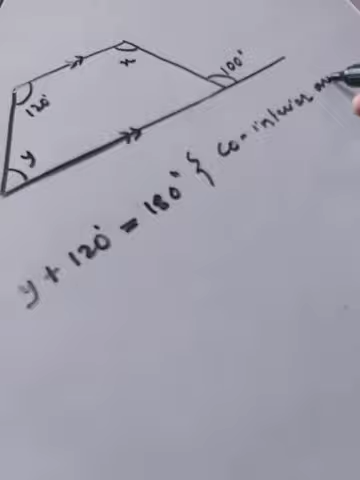 120°
x
100°
y
y + 120° = 180° { co-interior